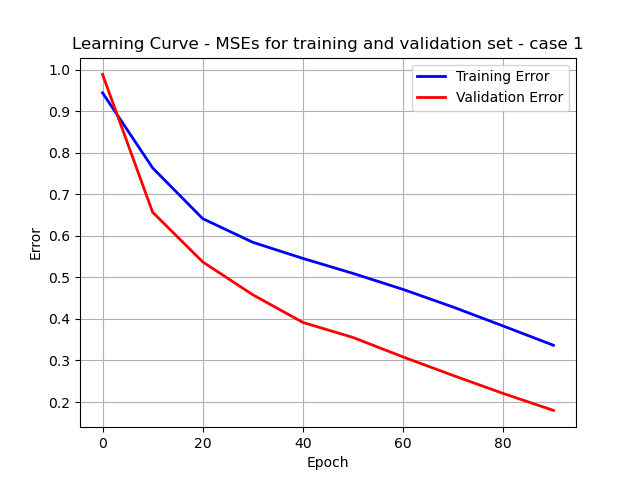 Learning Curve - MSEs for training and validation set - case 1
Training Error
Validation Error
1.0
0.9
0.8
0.7
0.6
0.5
0.4
0.3
0.2
Error
0 20 40 60 80
Epoch